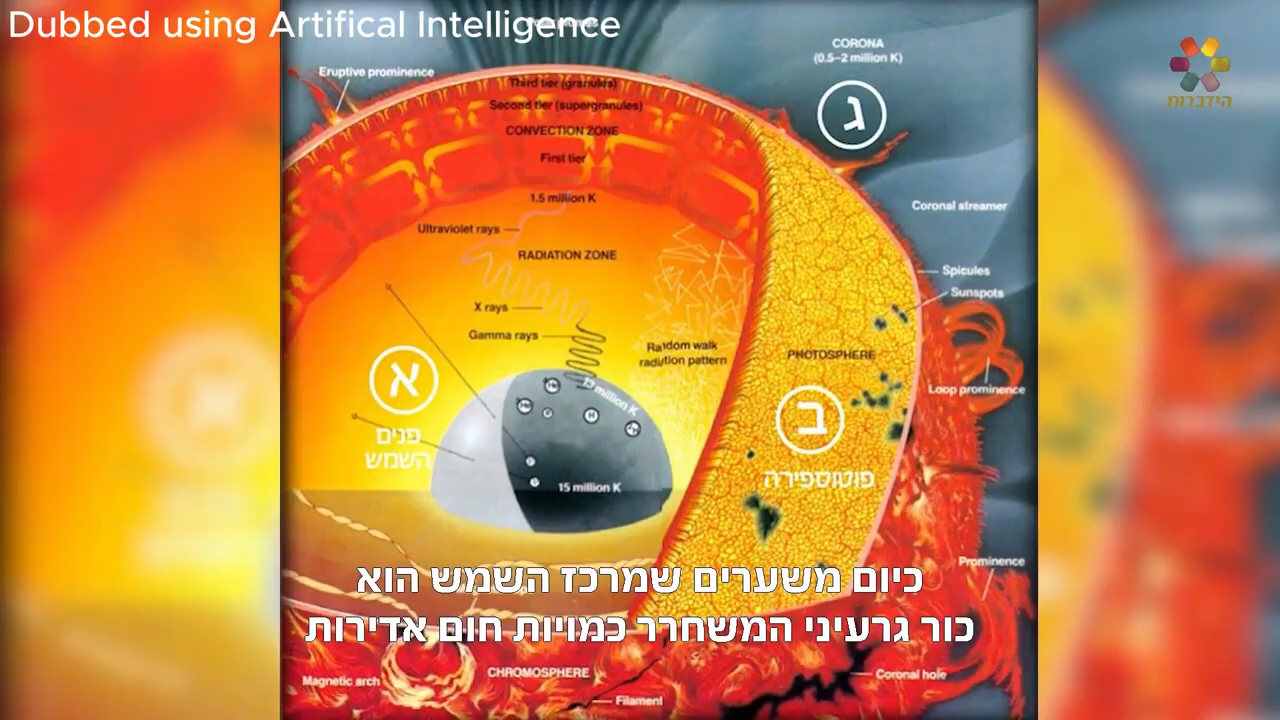 Dubbed using Artifical Intelligence
CORONA
(0.5–2 million K)
ג
הידברות
Eruptive prominence
Third tier (granules)
Second tier (supergranules)
CONVECTION ZONE
First tier
1.5 million K
Ultraviolet rays
RADIATION ZONE
X rays
Gamma rays
Random walk
radiation pattern
Coronal streamer
Spicules
Sunspots
PHOTOSPHERE
Loop prominence
א
פנים
השמש
ב
פוטוספירה
13 million K
H
15 million K
Prominence
כיום משערים שמרכז השמש הוא
כור גרעיני המשחרר כמויות חום אדירות
CHROMOSPHERE
Magnetic arch
Coronal hole
Filament